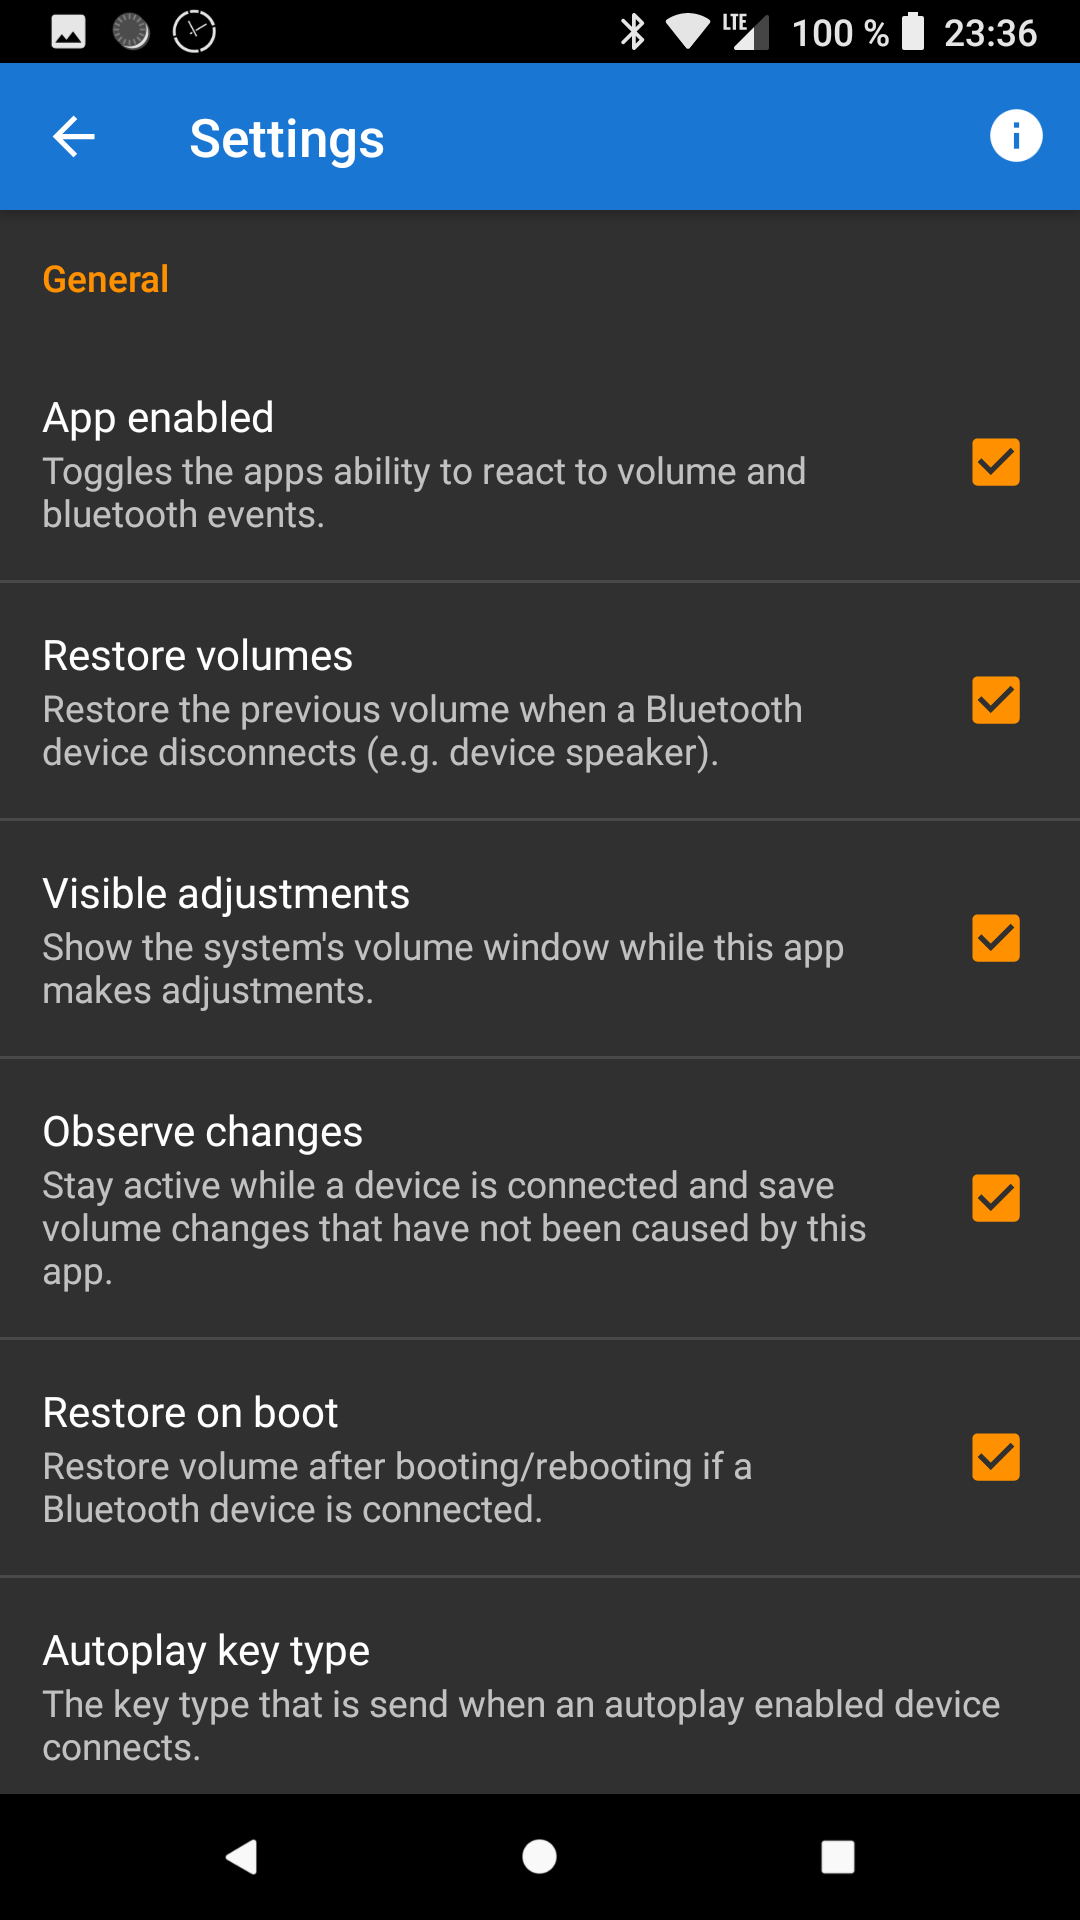 LTE 100 % 23:36
Settings
General
App enabled
Toggles the apps ability to react to volume and
bluetooth events.
Restore volumes
Restore the previous volume when a Bluetooth
device disconnects (e.g. device speaker).
Visible adjustments
Show the system's volume window while this app
makes adjustments.
Observe changes
Stay active while a device is connected and save
volume changes that have not been caused by this
app.
Restore on boot
Restore volume after booting/rebooting if a
Bluetooth device is connected.
Autoplay key type
The key type that is send when an autoplay enabled device
connects.